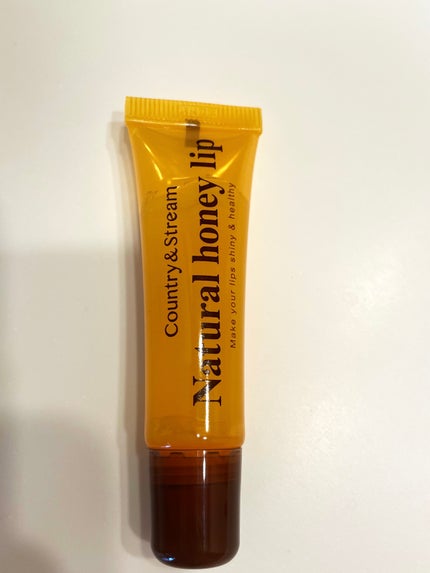 Country & Stream
Natural honey lip
Make your lips shiny & healthy